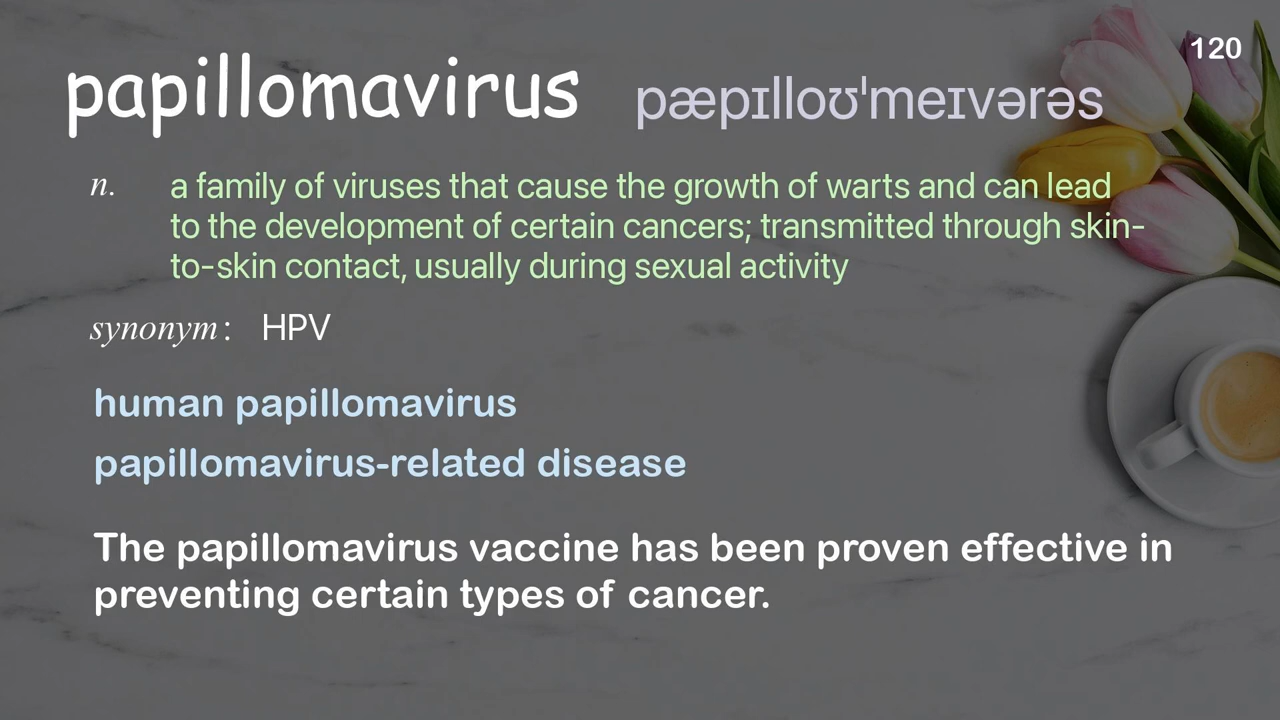 120
papillomavirus pæpɪlloʊˈmeɪvərəs
n. a family of viruses that cause the growth of warts and can lead
to the development of certain cancers; transmitted through skin-
to-skin contact, usually during sexual activity
synonym: HPV
human papillomavirus
papillomavirus-related disease
The papillomavirus vaccine has been proven effective in
preventing certain types of cancer.